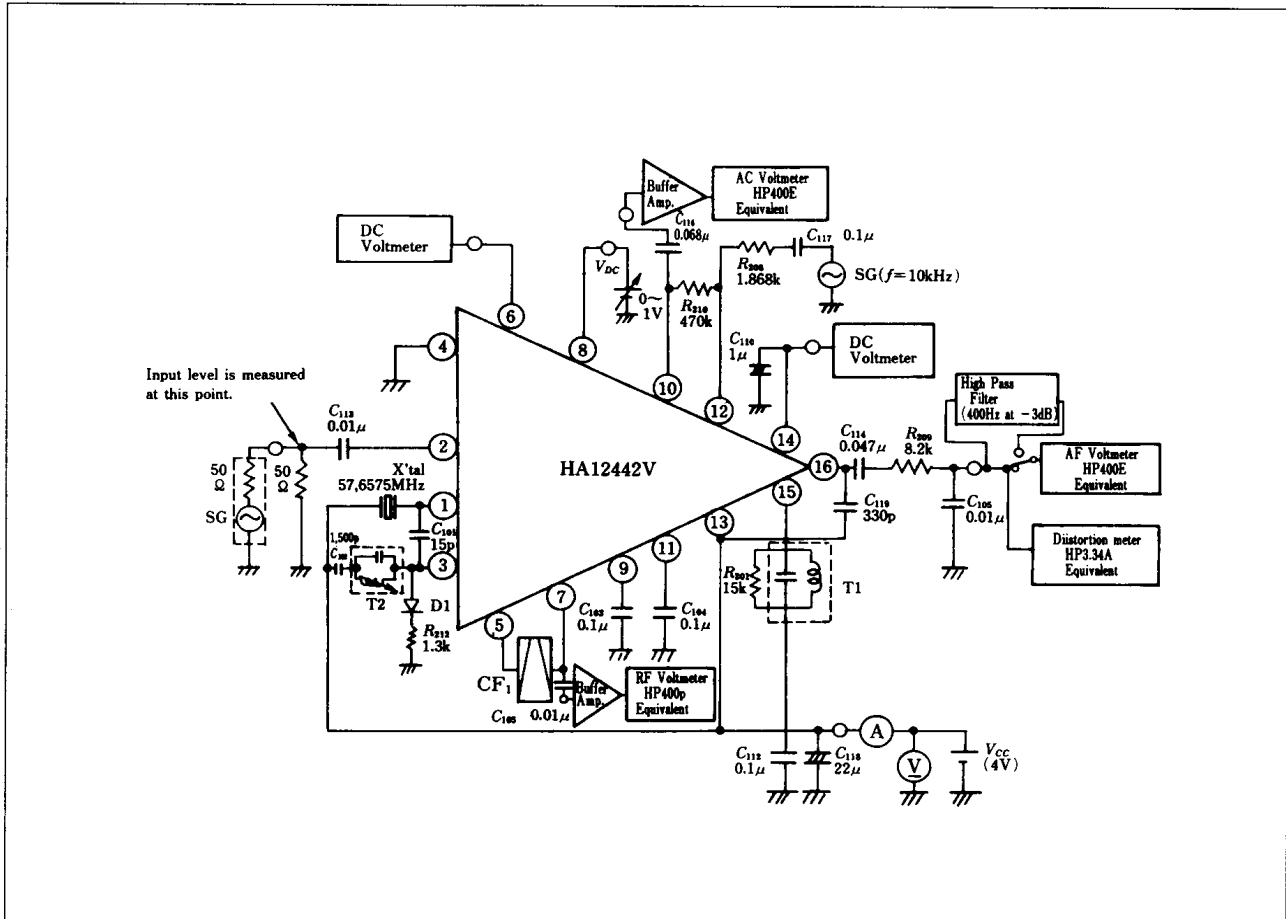 Buffer
Amp.
AC Voltmeter
HP400E
Equivalent
DC
Voltmeter
C116
0.068μ
C117 0.1μ
VDC
R208
1.868k
SG(f=10kHz)
0~
1V
R210
470k
6
8
4
C110
1μ
DC
Voltmeter
Input level is measured
at this point.
10
12
High Pass
Filter
(400Hz at −3dB)
C113
0.01μ
14
C114
0.047μ
R209
8.2k
2
HA12442V
16
AF Voltmeter
HP400E
Equivalent
50
Ω
50
Ω
X'tal
57,6575MHz
15
1
C119
330p
C105
0.01μ
SG
C101
15p
13
Diistortion meter
HP3.34A
Equivalent
1,500p
11
3
R201
15k
T1
9
T2
D1
7
C103
0.1μ
C104
0.1μ
R212
1.3k
5
CF1
Buffer
Amp.
RF Voltmeter
HP400p
Equivalent
0.01μ
A
C112
0.1μ
C118
22μ
V
VCC
(4V)